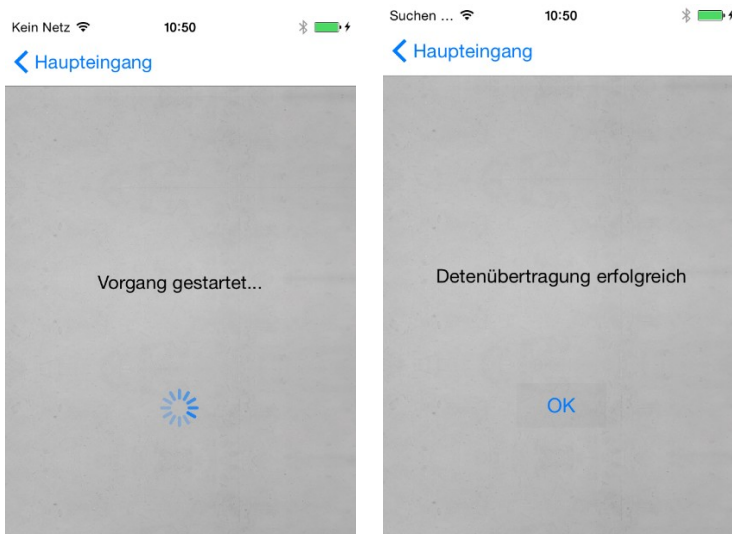 Kein Netz 10:50
Haupteingang
Vorgang gestartet...
Suchen ... 10:50
Haupteingang
Detenübertragung erfolgreich
OK